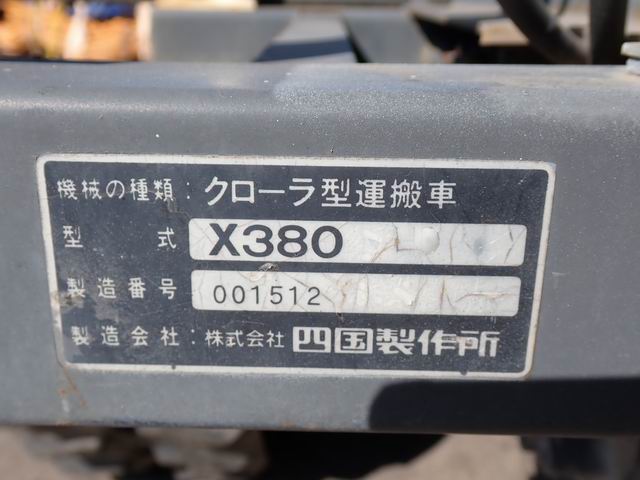 機械の種類：クローラ型運搬車
型　式 X380
製造番号 001512
製造会社：株式会社 四国製作所